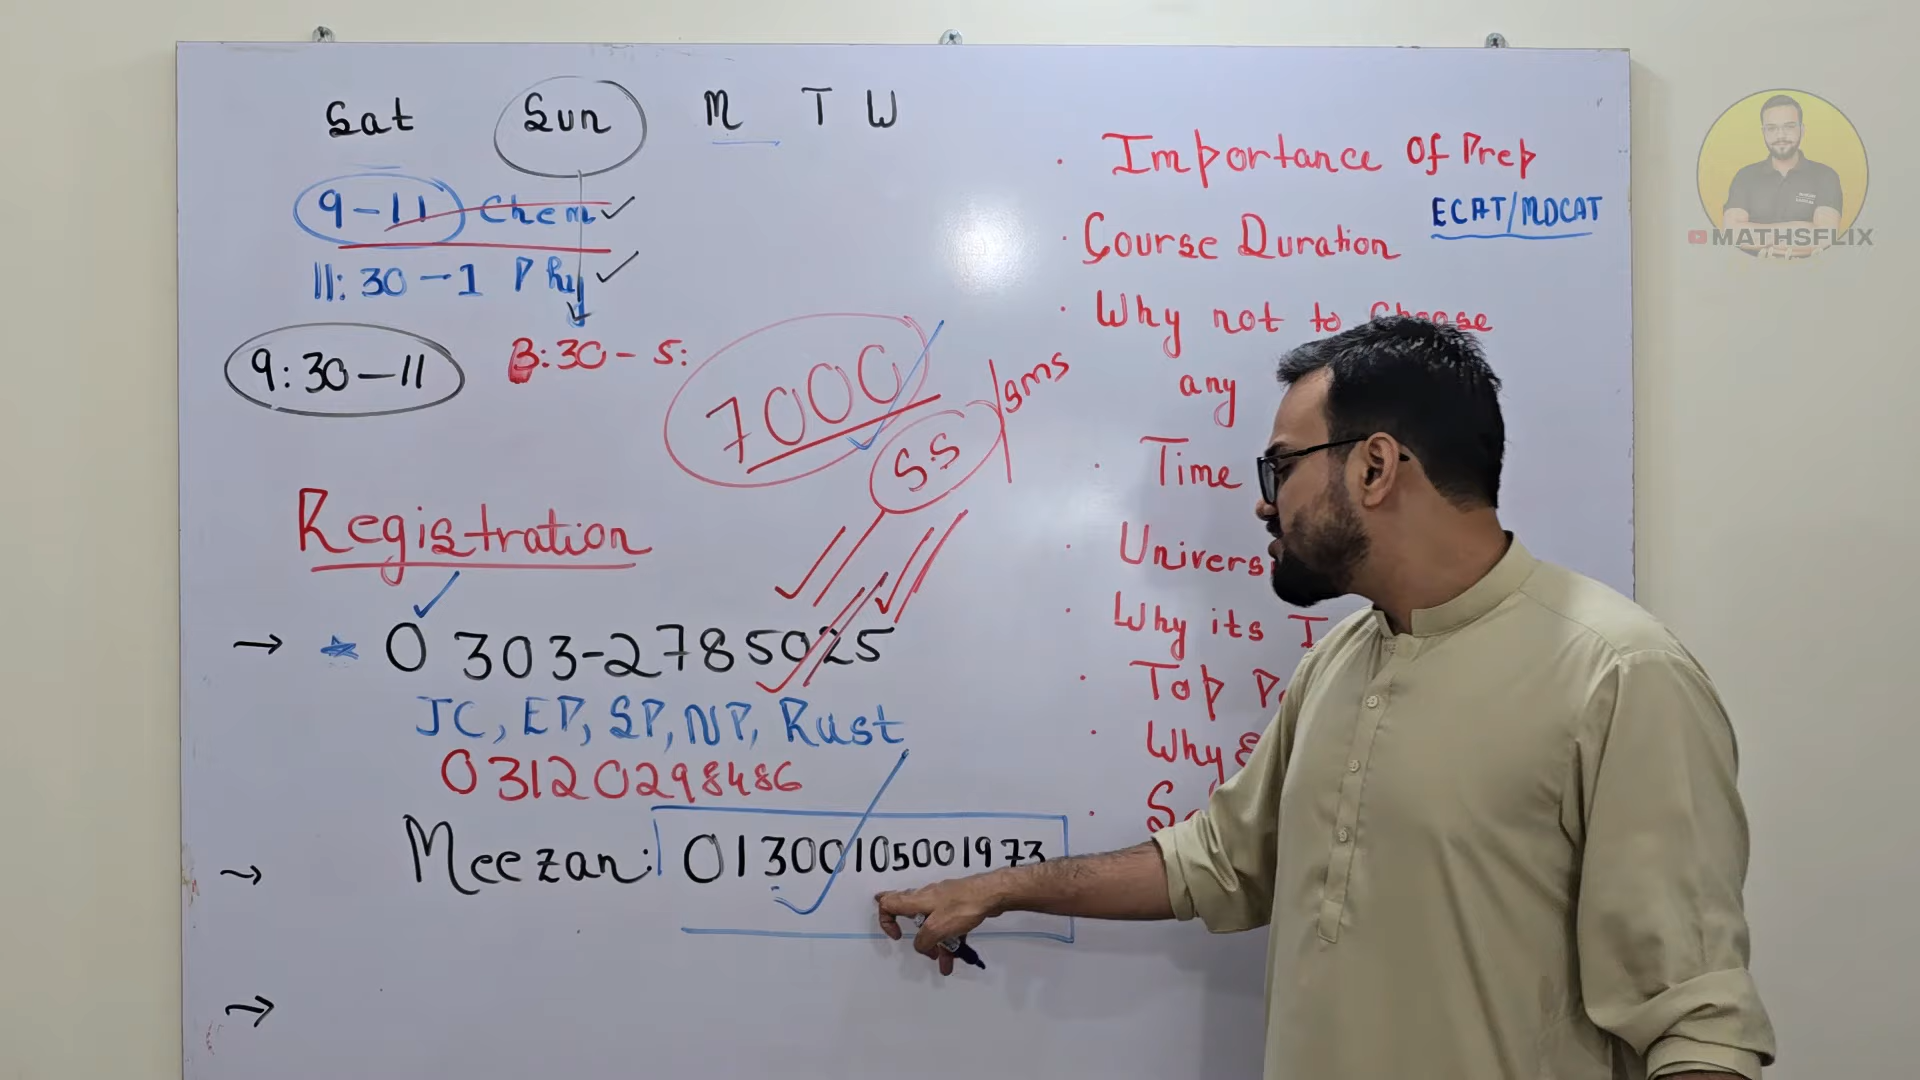 Sat Sun M T W
9-11 Chem
11:30-1 Phy
9:30-11 3:30-5:
7000
S.S
/sms
Registration
0303-2785025
JC, EP, SP, NP, Rust
03120298486
Meezan: 01300105001973
Importance Of Prep
ECAT/MDCAT
Course Duration
Why not to Choose
any
Time
Univers
Why its I
Top
Why
MATHSFLIX